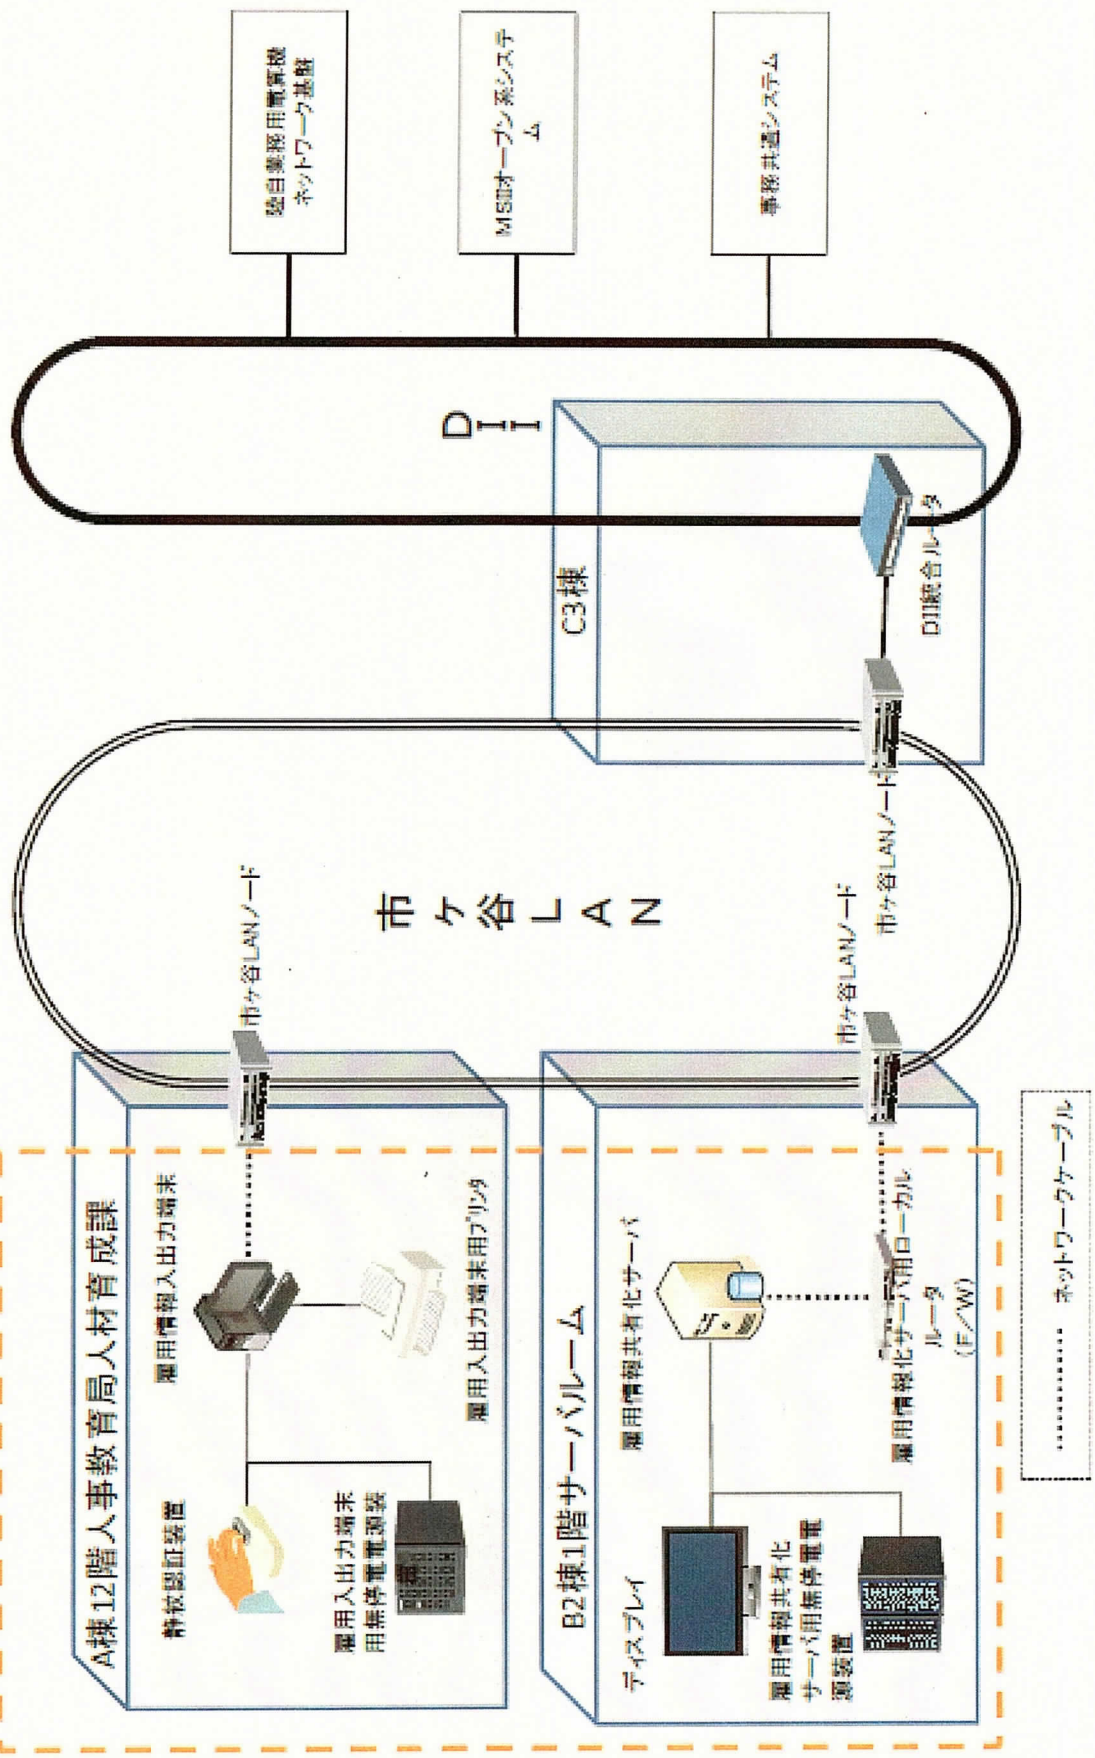 A棟12階人事教育局人材育成課
静紋認証装置
雇用入出力端末
用無停電電源装
置
雇用情報入出力端末
雇用入出力端末用プリンタ
市ヶ谷LANノード
B2棟1階サーバルーム
ディスプレイ
雇用情報共有化
サーバ用無停電電
源装置
雇用情報共有化サーバ
雇用情報化サーバ用ローカル
ルータ
(F/W)
市ヶ谷LANノード
市ヶ谷LAN
市ヶ谷LANノード
C3棟
DII統合ルータ
DII
陸自業務用電算機
ネットワーク基盤
MSIIオープン系システ
ム
事務共通システム
ネットワークケーブル